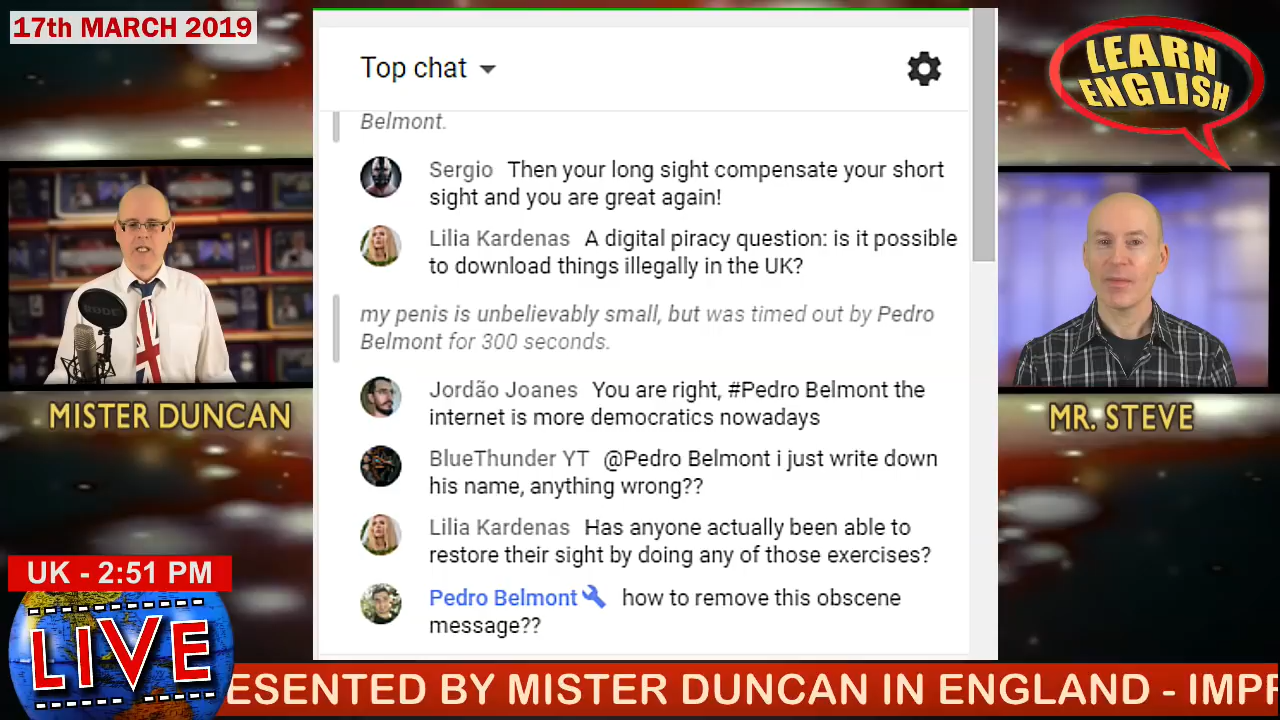 17th MARCH 2019
LEARN
ENGLISH
Top chat
Belmont.
Sergio Then your long sight compensate your short
sight and you are great again!
Lilia Kardenas A digital piracy question: is it possible
to download things illegally in the UK?
my penis is unbelievably small, but was timed out by Pedro
Belmont for 300 seconds.
Jordão Joanes You are right, #Pedro Belmont the
internet is more democratics nowadays
BlueThunder YT @Pedro Belmont i just write down
his name, anything wrong??
Lilia Kardenas Has anyone actually been able to
restore their sight by doing any of those exercises?
Pedro Belmont how to remove this obscene
message??
RODE
MISTER DUNCAN
MR. STEVE
UK - 2:51 PM
LIVE
ESENTED BY MISTER DUNCAN IN ENGLAND - IMPR